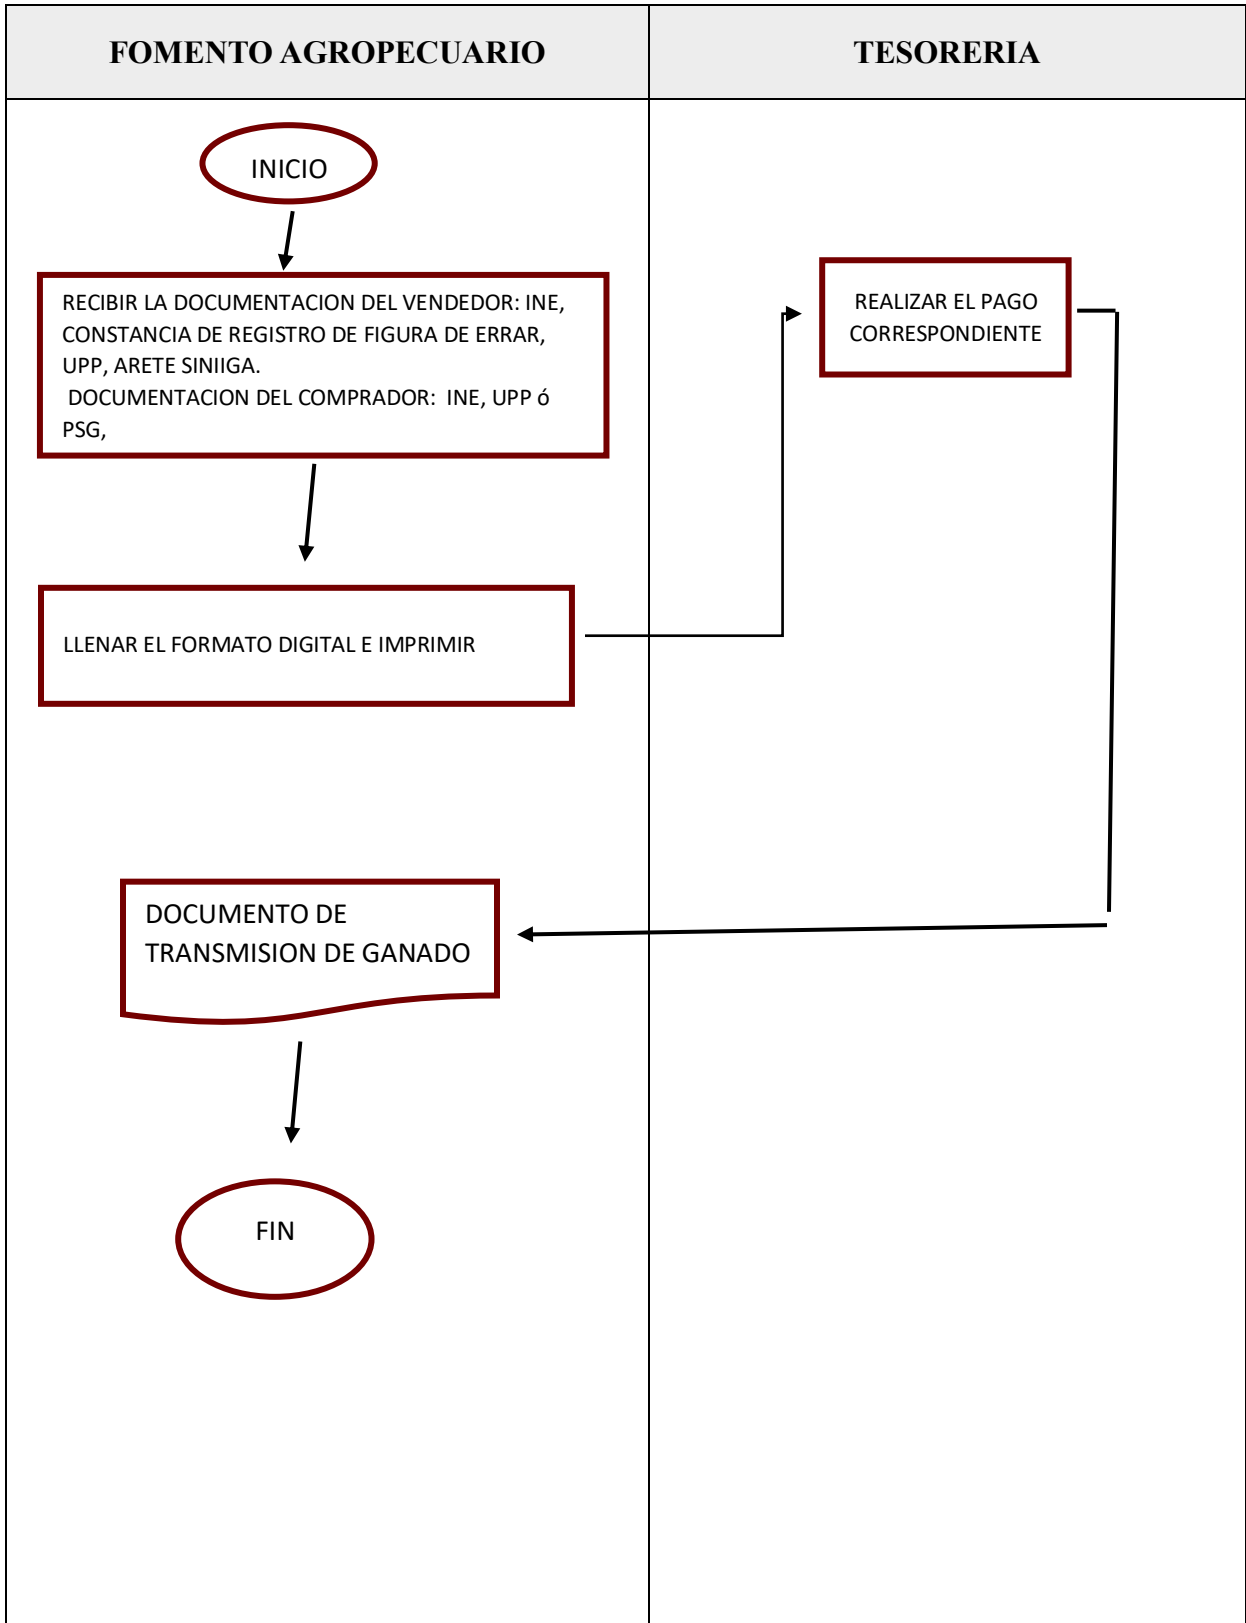 FOMENTO AGROPECUARIO
TESORERIA
INICIO
RECIBIR LA DOCUMENTACION DEL VENDEDOR: INE,
CONSTANCIA DE REGISTRO DE FIGURA DE ERRAR,
UPP, ARETE SINIIGA.
DOCUMENTACION DEL COMPRADOR: INE, UPP ó
PSG,
LLENAR EL FORMATO DIGITAL E IMPRIMIR
REALIZAR EL PAGO
CORRESPONDIENTE
DOCUMENTO DE
TRANSMISION DE GANADO
FIN